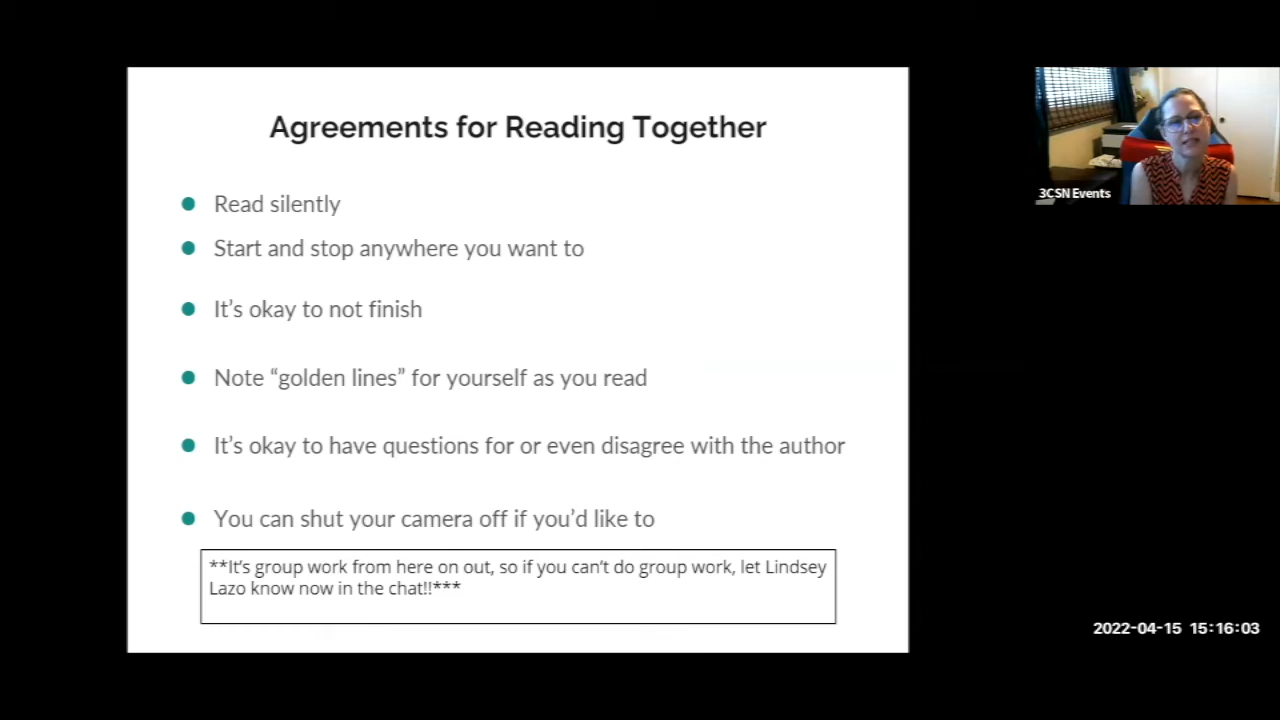 Agreements for Reading Together
Read silently
Start and stop anywhere you want to
It’s okay to not finish
Note “golden lines” for yourself as you read
It’s okay to have questions for or even disagree with the author
You can shut your camera off if you’d like to
**It’s group work from here on out, so if you can’t do group work, let Lindsey
Lazo know now in the chat!!***
3CSN Events
2022-04-15 15:16:03